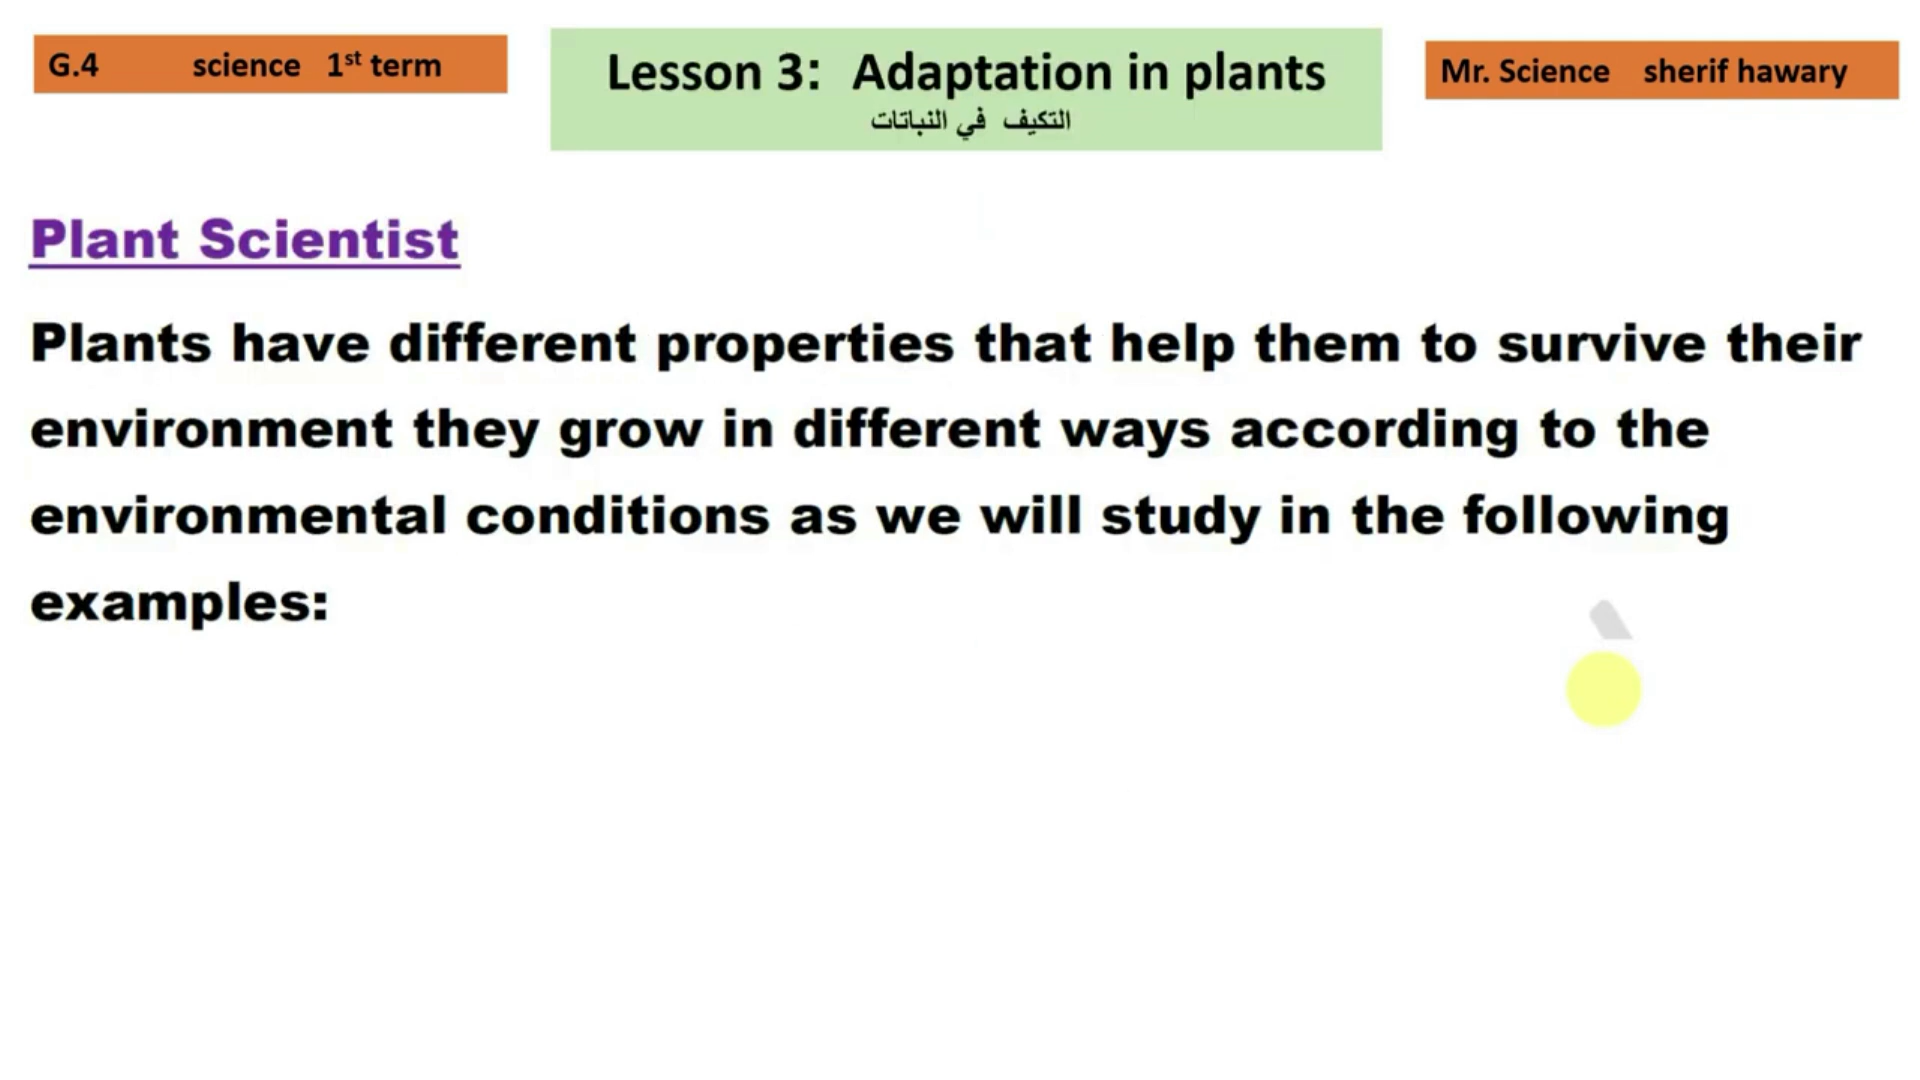 G.4 science 1st term
Lesson 3: Adaptation in plants
التكيف في النباتات
Mr. Science sherif hawary
Plant Scientist
Plants have different properties that help them to survive their
environment they grow in different ways according to the
environmental conditions as we will study in the following
examples: